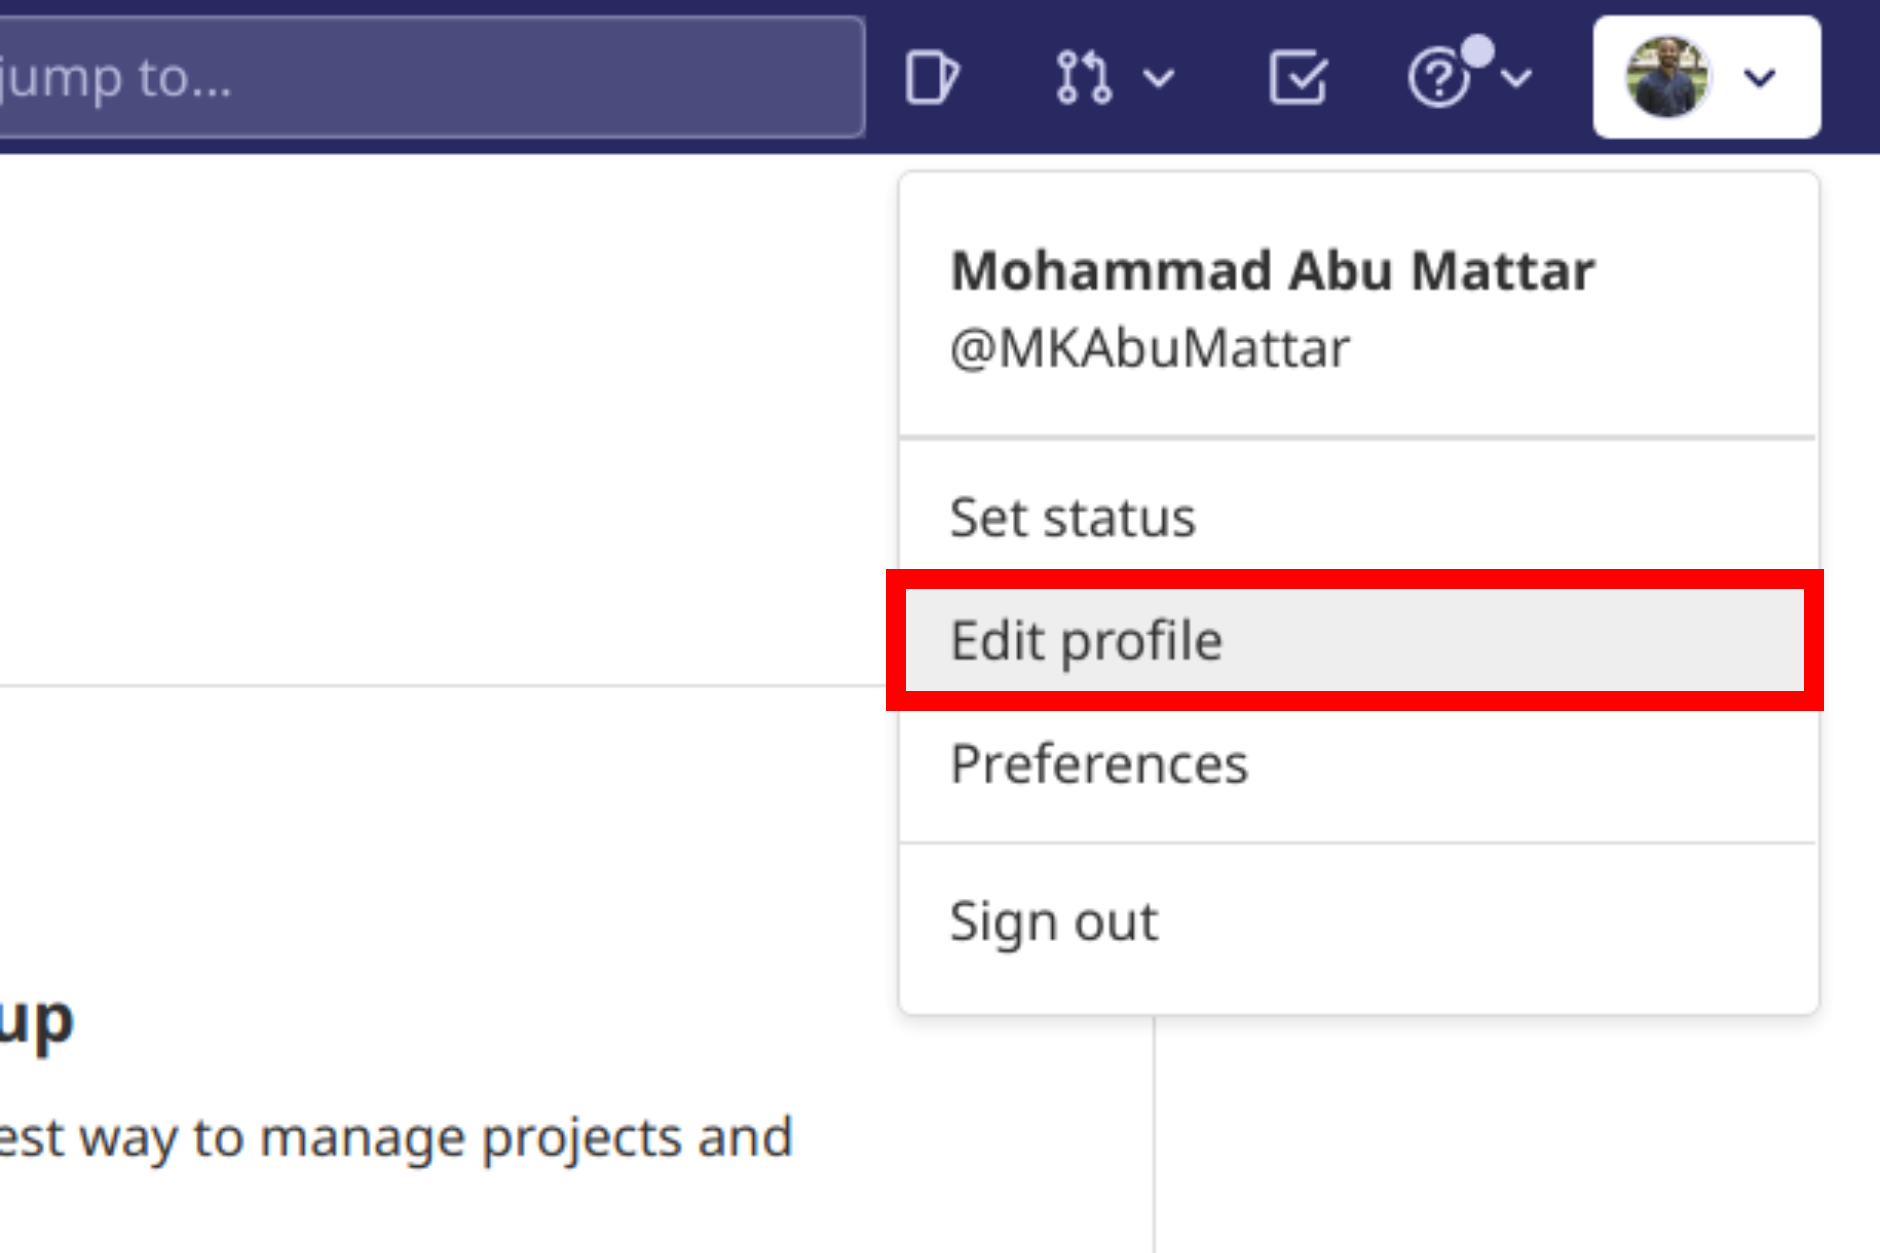 jump to...
Mohammad Abu Mattar
@MKAbuMattar
Set status
Edit profile
Preferences
Sign out
up
est way to manage projects and